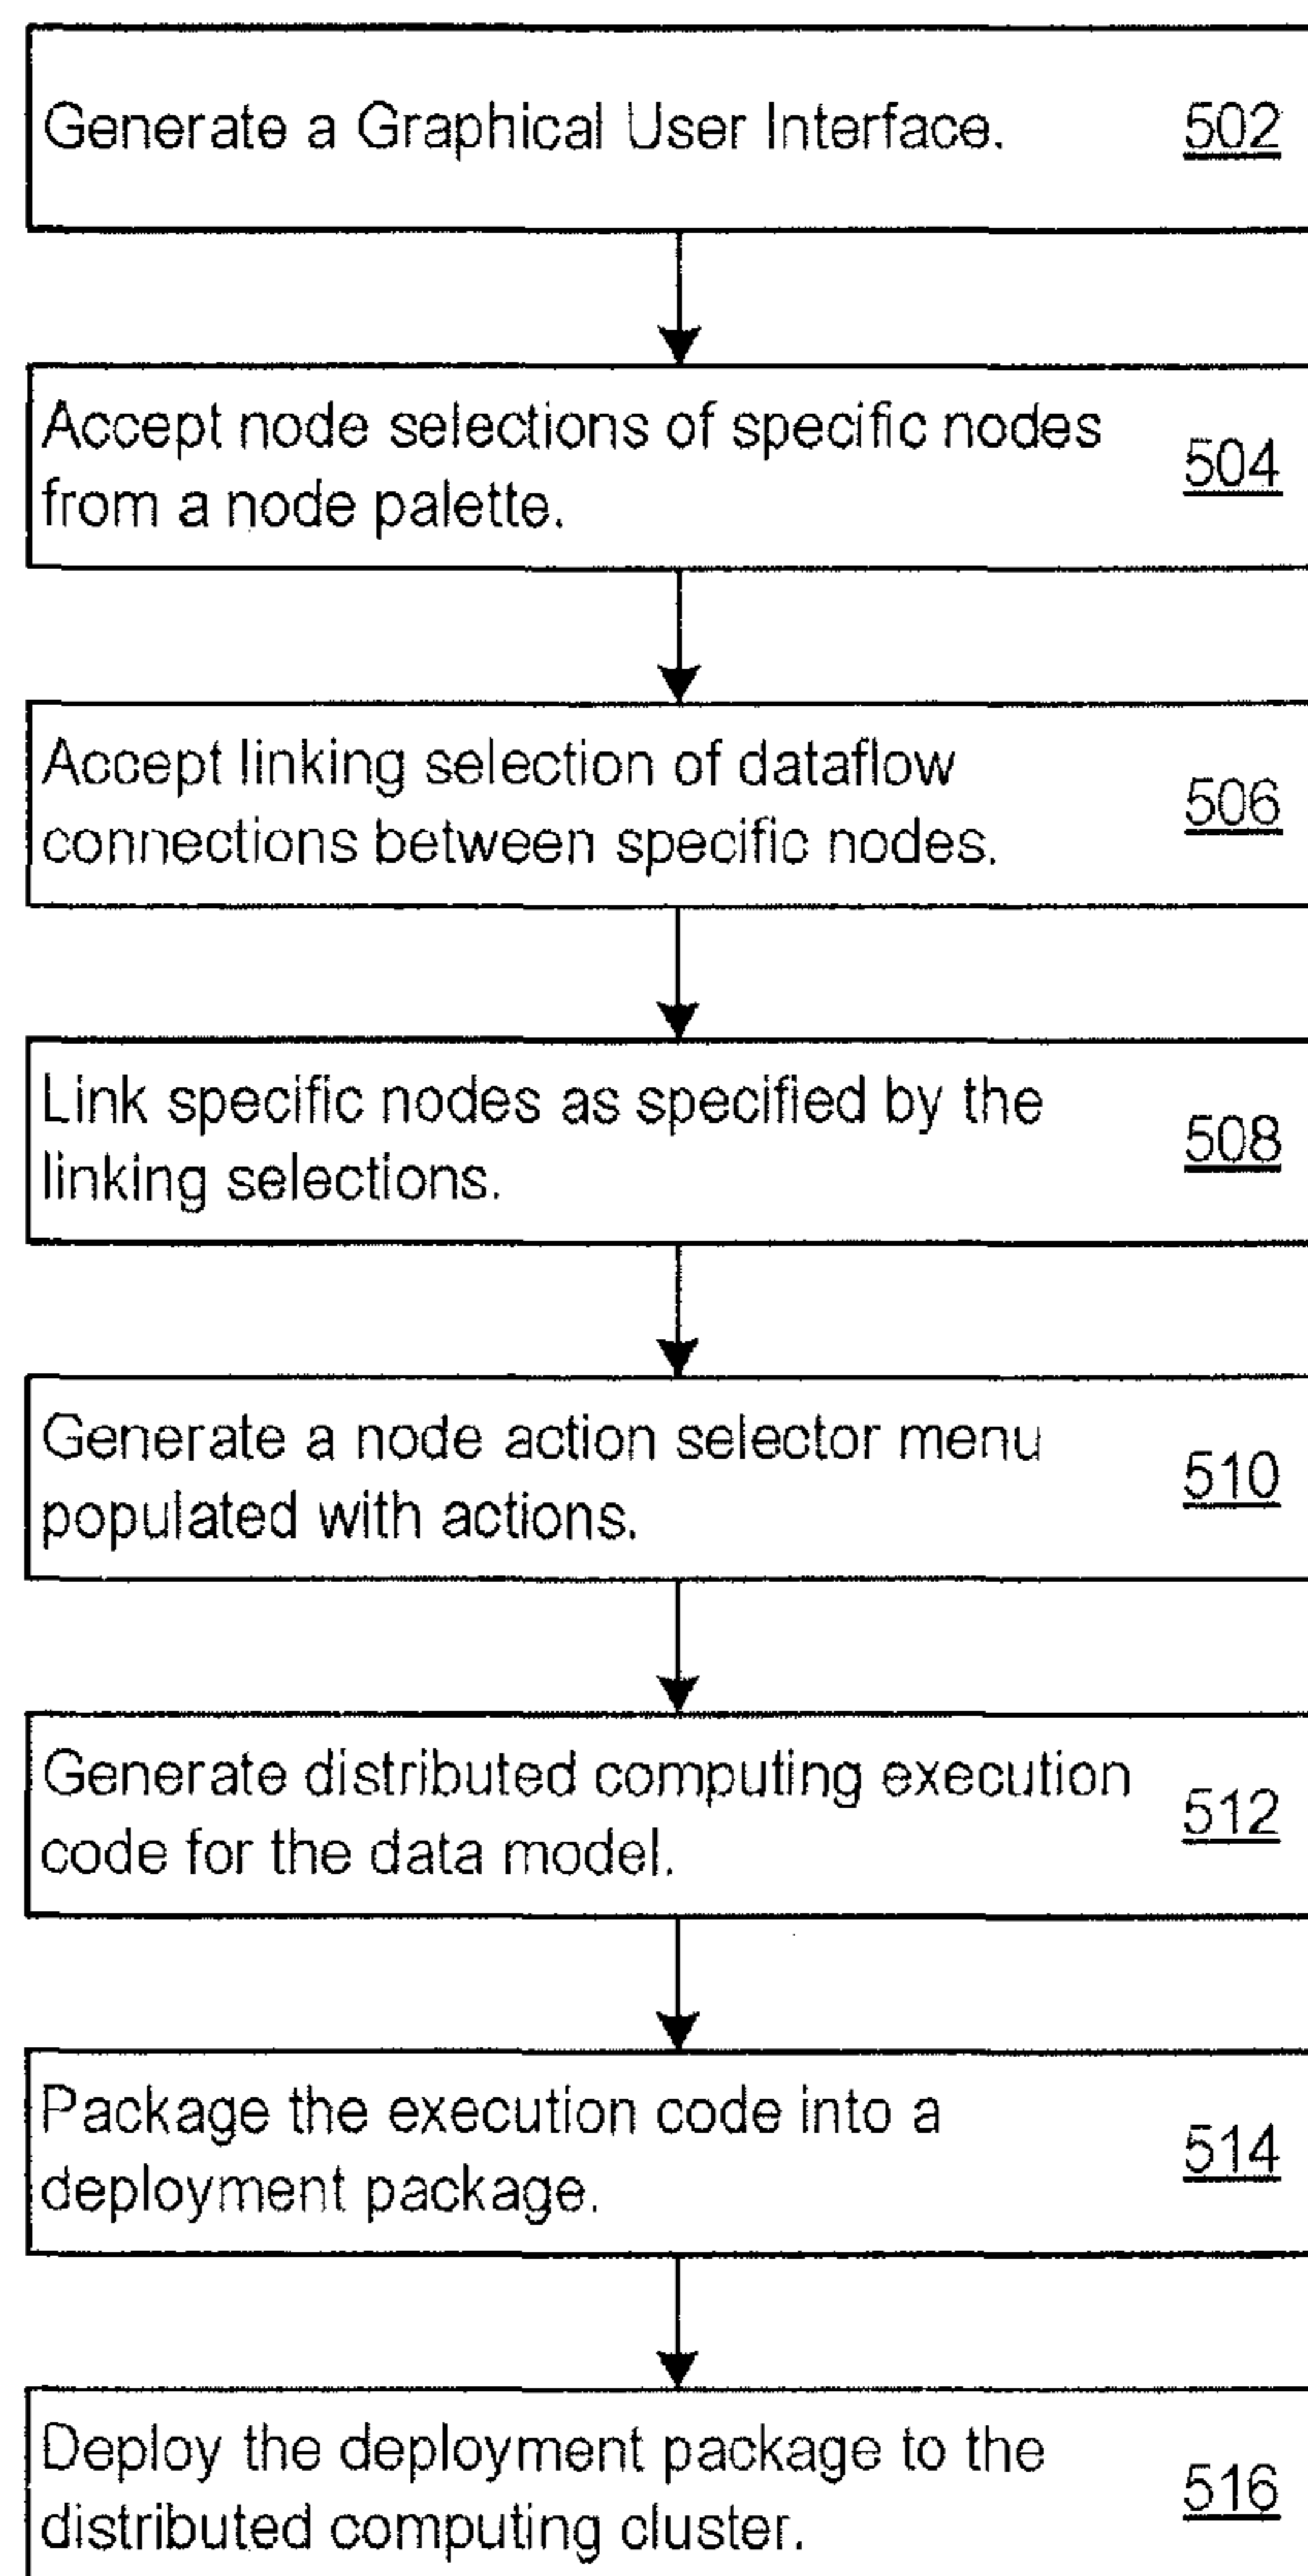 Generate a Graphical User Interface. 502
Accept node selections of specific nodes
from a node palette.
504
Accept linking selection of dataflow
connections between specific nodes.
506
Link specific nodes as specified by the
linking selections.
508
Generate a node action selector menu
populated with actions.
510
Generate distributed computing execution
code for the data model.
512
Package the execution code into a
deployment package.
514
Deploy the deployment package to the
distributed computing cluster.
516